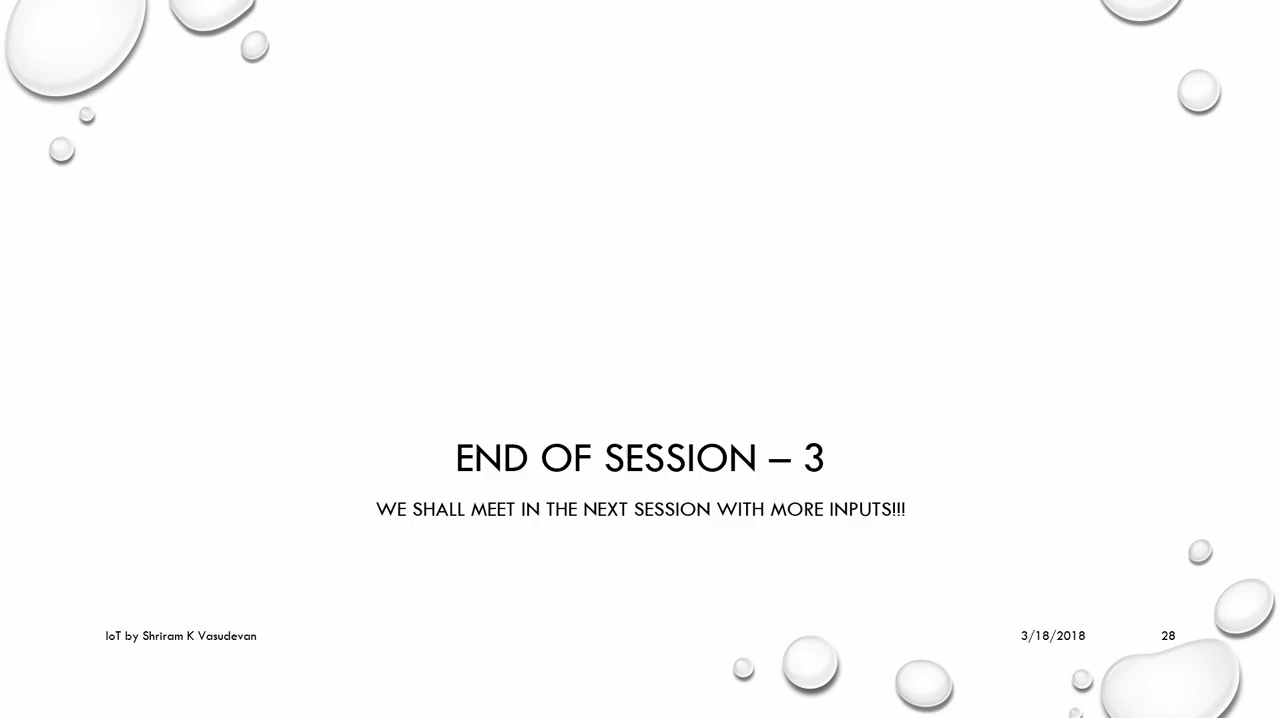 END OF SESSION – 3
WE SHALL MEET IN THE NEXT SESSION WITH MORE INPUTS!!!
IoT by Shriram K Vasudevan
3/18/2018
28